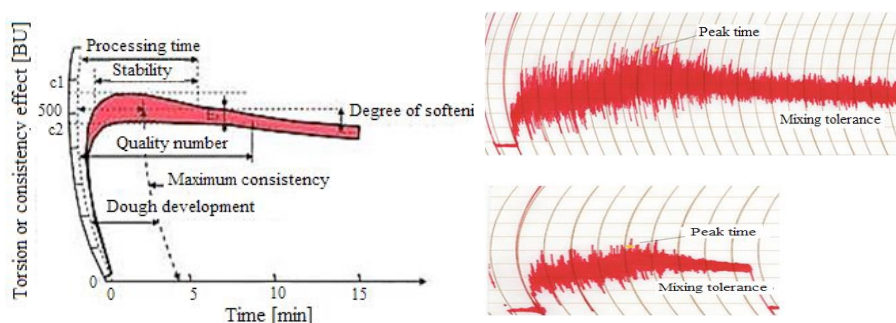 Torsion or consistency effect [BU]
Processing time
Stability
c1
500
c2
Degree of softeni
Quality number
Maximum consistency
Dough development
0
0
5
10
15
Time [min]
Peak time
Mixing tolerance
Peak time
Mixing tolerance